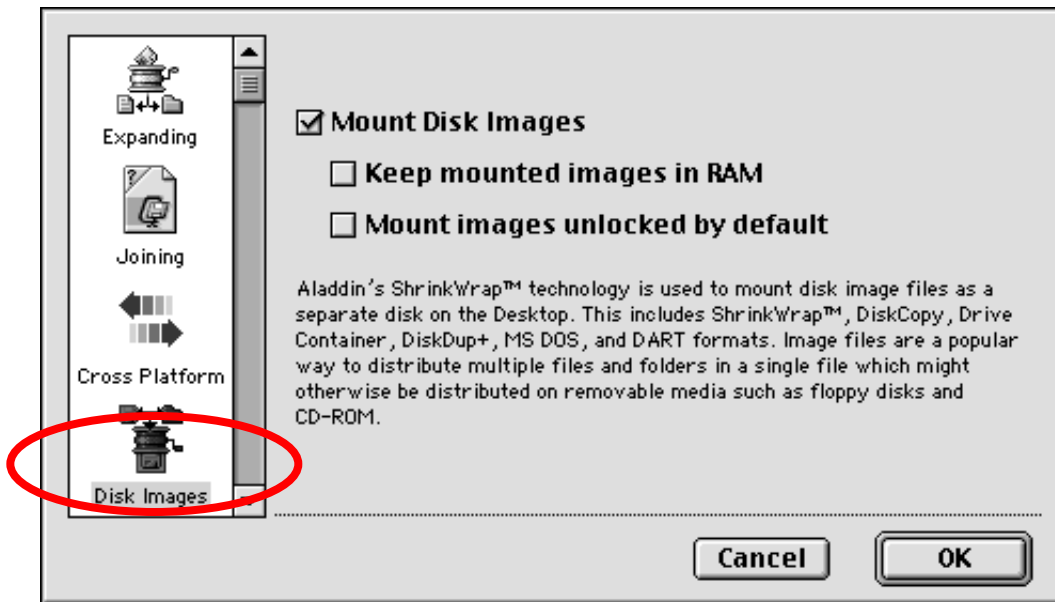 Expanding
Joining
Cross Platform
Disk Images
Mount Disk Images
Keep mounted images in RAM
Mount images unlocked by default
Aladdin's ShrinkWrap™ technology is used to mount disk image files as a
separate disk on the Desktop. This includes ShrinkWrap™, DiskCopy, Drive
Container, DiskDup+, MS DOS, and DART formats. Image files are a popular
way to distribute multiple files and folders in a single file which might
otherwise be distributed on removable media such as floppy disks and
CD-ROM.
Cancel
OK